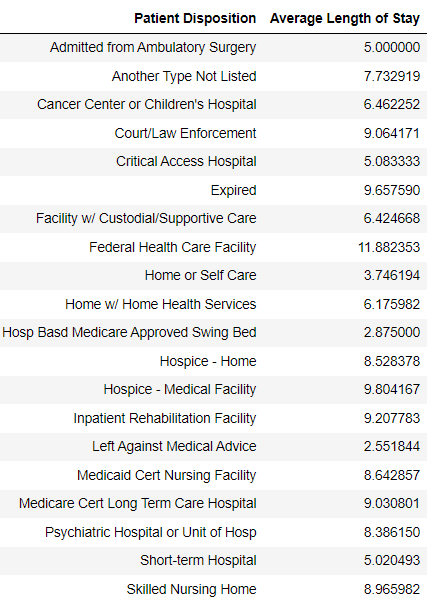 Patient Disposition Average Length of Stay
Admitted from Ambulatory Surgery 5.000000
Another Type Not Listed 7.732919
Cancer Center or Children's Hospital 6.462252
Court/Law Enforcement 9.064171
Critical Access Hospital 5.083333
Expired 9.657590
Facility w/ Custodial/Supportive Care 6.424668
Federal Health Care Facility 11.882353
Home or Self Care 3.746194
Home w/ Home Health Services 6.175982
Hosp Basd Medicare Approved Swing Bed 2.875000
Hospice - Home 8.528378
Hospice - Medical Facility 9.804167
Inpatient Rehabilitation Facility 9.207783
Left Against Medical Advice 2.551844
Medicaid Cert Nursing Facility 8.642857
Medicare Cert Long Term Care Hospital 9.030801
Psychiatric Hospital or Unit of Hosp 8.386150
Short-term Hospital 5.020493
Skilled Nursing Home 8.965982